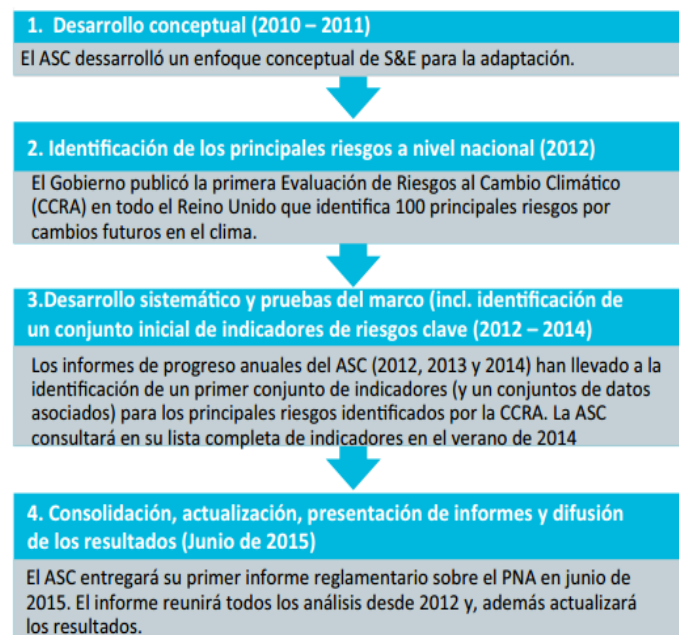 1. Desarrollo conceptual (2010 – 2011)
El ASC dessarrolló un enfoque conceptual de S&E para la adaptación.
2. Identificación de los principales riesgos a nivel nacional (2012)
El Gobierno publicó la primera Evaluación de Riesgos al Cambio Climático
(CCRA) en todo el Reino Unido que identifica 100 principales riesgos por
cambios futuros en el clima.
3.Desarrollo sistemático y pruebas del marco (incl. identificación de
un conjunto inicial de indicadores de riesgos clave (2012 – 2014)
Los informes de progreso anuales del ASC (2012, 2013 y 2014) han llevado a la
identificación de un primer conjunto de indicadores (y un conjuntos de datos
asociados) para los principales riesgos identificados por la CCRA. La ASC
consultará en su lista completa de indicadores en el verano de 2014
4. Consolidación, actualización, presentación de informes y difusión
de los resultados (Junio de 2015)
El ASC entregará su primer informe reglamentario sobre el PNA en junio de
2015. El informe reunirá todos los análisis desde 2012 y, además actualizará
los resultados.